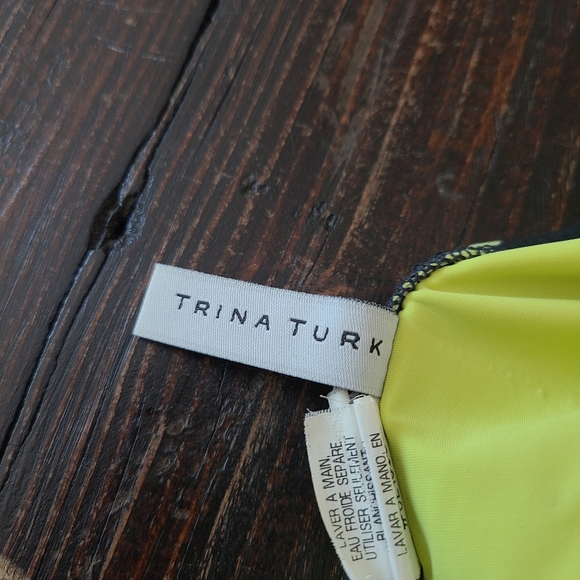 TRINA TURK
LAVER A MAIN,
EAU FROIDE SEPARE.
UTILISER SEULEMENT
LAVAR A MANO, EN